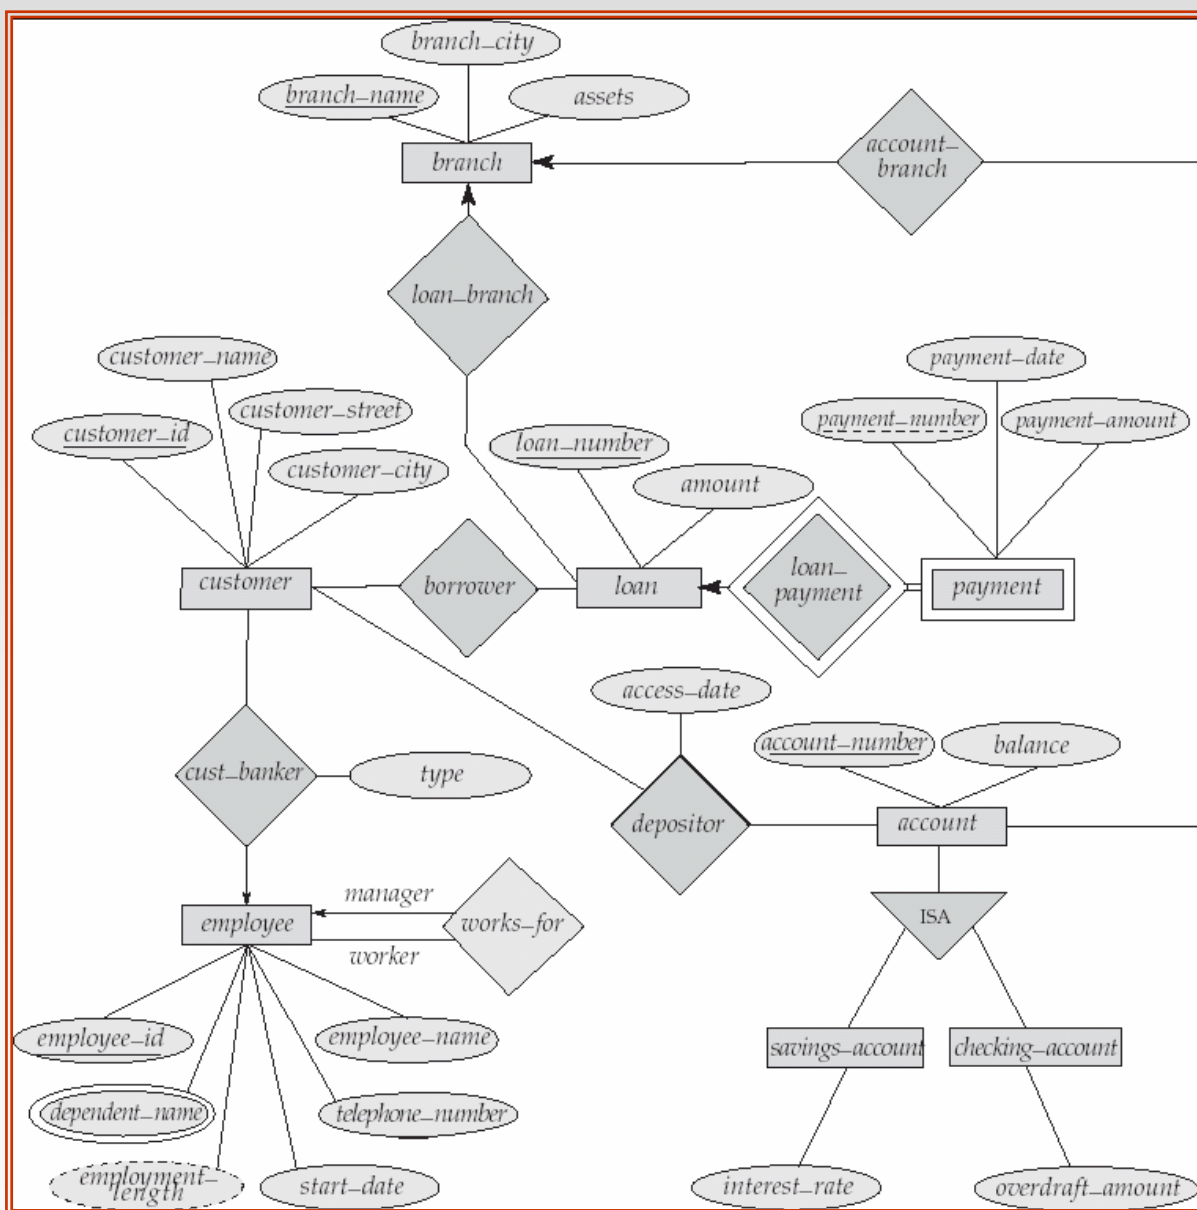 branch_city
branch_name
assets
branch
account_
branch
loan_branch
customer_name
customer_street
customer_id
customer_city
loan_number
amount
payment_date
payment_number
payment_amount
customer
borrower
loan
loan_
payment
payment
access_date
cust_banker
type
depositor
account_number
balance
account
manager
employee
works_for
worker
ISA
employee_id
employee_name
dependent_name
telephone_number
employment_
length
start_date
savings_account
checking_account
interest_rate
overdraft_amount